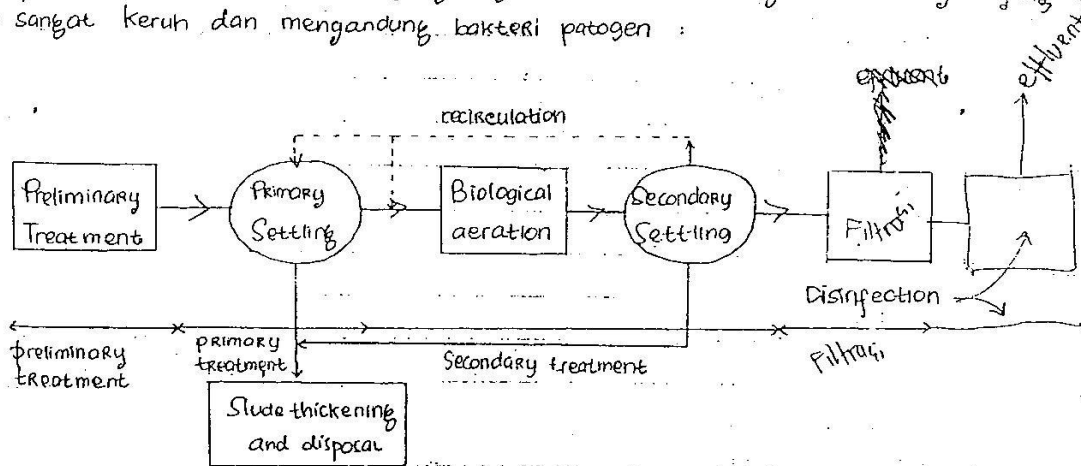 sangat keruh dan mengandung bakteri patogen :
effluent
recirculation
Preliminary
Treatment
Primary
Settling
Biological
aeration
Secondary
Settling
Filtrasi
Disinfection
preliminary
treatment
primary
treatment
Secondary treatment
Filtrasi
Slude thickening
and disposal